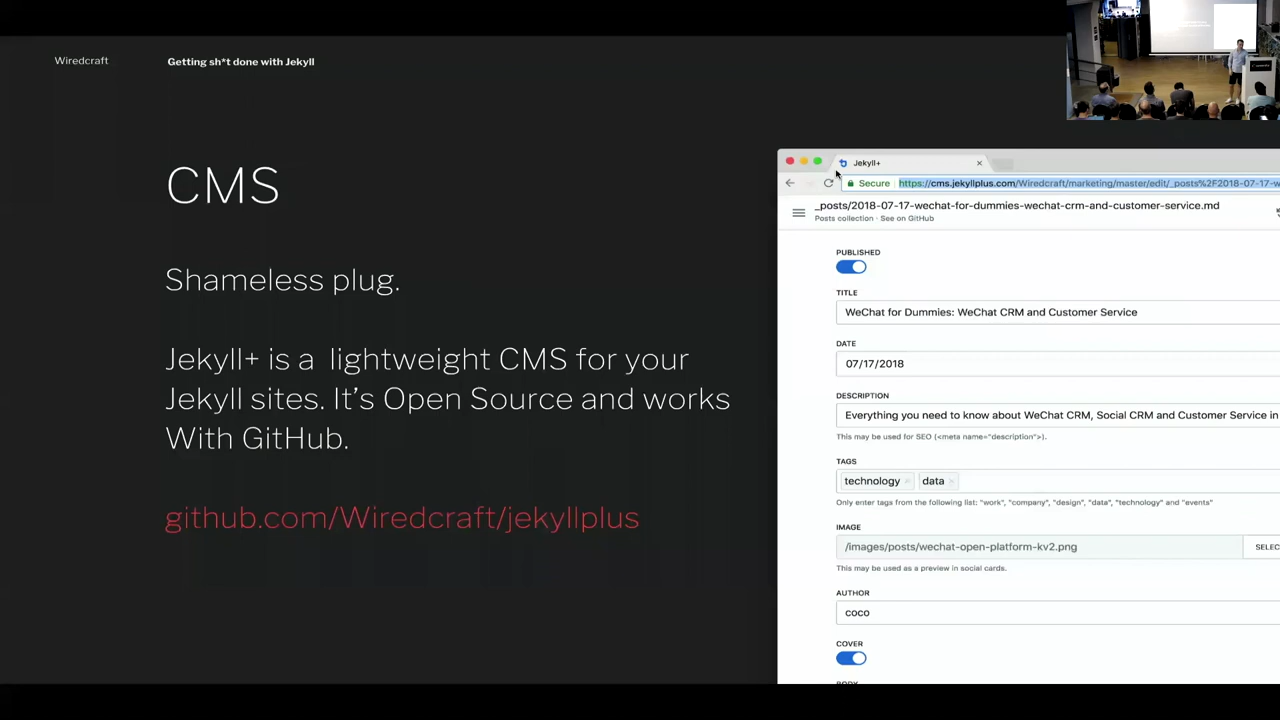 Wiredcraft
Getting sh*t done with Jekyll
CMS
Shameless plug.
Jekyll+ is a lightweight CMS for your
Jekyll sites. It's Open Source and works
With GitHub.
github.com/Wiredcraft/jekyllplus
Jekyll+
Secure https://cms.jekyllplus.com/Wiredcraft/marketing/master/edit/_posts%2F2018-07-17-w
_posts/2018-07-17-wechat-for-dummies-wechat-crm-and-customer-service.md
Posts collection · See on GitHub
PUBLISHED
TITLE
WeChat for Dummies: WeChat CRM and Customer Service
DATE
07/17/2018
DESCRIPTION
Everything you need to know about WeChat CRM, Social CRM and Customer Service in
This may be used for SEO (<meta name="description">).
TAGS
technology × data ×
Only enter tags from the following list: "work", "company", "design", "data", "technology" and "events"
IMAGE
/images/posts/wechat-open-platform-kv2.png
SELEC
This may be used as a preview in social cards.
AUTHOR
coco
COVER
BODY